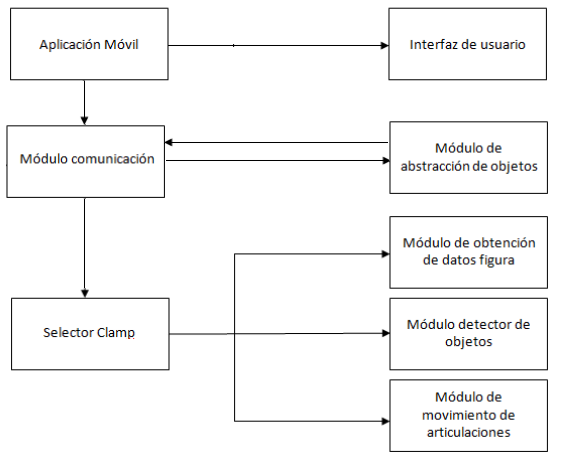 Aplicación Móvil
Interfaz de usuario
Módulo comunicación
Módulo de
abstracción de objetos
Módulo de obtención
de datos figura
Selector Clamp
Módulo detector de
objetos
Módulo de
movimiento de
articulaciones